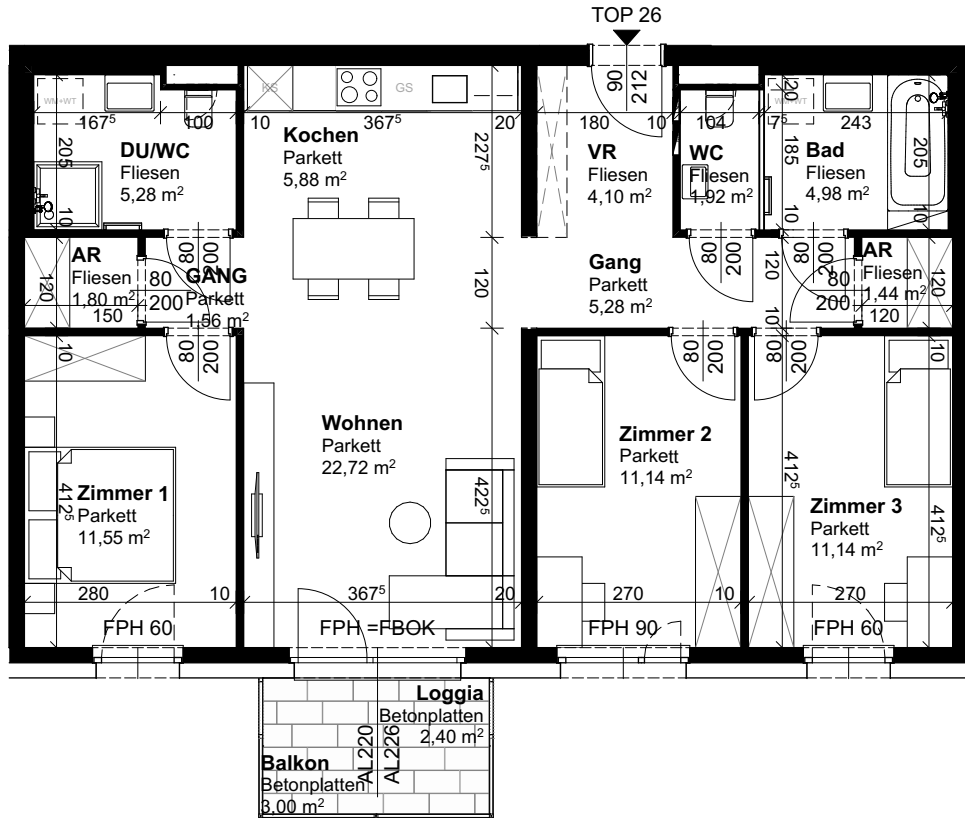 TOP 26
90
212
WM+WT
KS
GS
WM+WT
20
167⁵
100
10
367⁵
20
180
10
104
7⁵
243
205
DU/WC
Fliesen
5,28 m²
10
Kochen
Parkett
5,88 m²
227⁵
VR
Fliesen
4,10 m²
WC
Fliesen
1,92 m²
185
10
Bad
Fliesen
4,98 m²
205
10
AR
Fliesen
1,80 m²
120
150
80
200
80
200
GANG
Parkett
1,56 m²
80
200
120
Gang
Parkett
5,28 m²
80
200
120
10
80
200
80
200
AR
Fliesen
1,44 m²
120
120
10
80
200
80
200
80
200
10
Zimmer 1
Parkett
11,55 m²
412⁵
Wohnen
Parkett
22,72 m²
422⁵
Zimmer 2
Parkett
11,14 m²
412⁵
Zimmer 3
Parkett
11,14 m²
412⁵
280
10
367⁵
20
270
10
270
FPH 60
FPH =FBOK
FPH 90
FPH 60
Loggia
Betonplatten
2,40 m²
AL220
AL226
Balkon
Betonplatten
3,00 m²